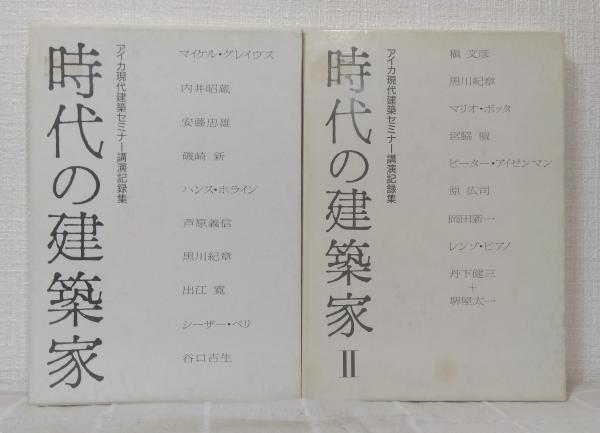 時代の建築家
アイカ現代建築セミナー講演記録集
マイケル・グレイヴス
内井昭蔵
安藤忠雄
磯崎 新
ハンス・ホライン
芦原義信
黒川紀章
出江 寛
シーザー・ペリ
谷口吉生
時代の建築家 II
アイカ現代建築セミナー講演記録集
槇 文彦
黒川紀章
マリオ・ボッタ
宮脇 檀
ピーター・アイゼンマン
原 広司
岡田新一
レンゾ・ピアノ
丹下健三
+
堺屋太一